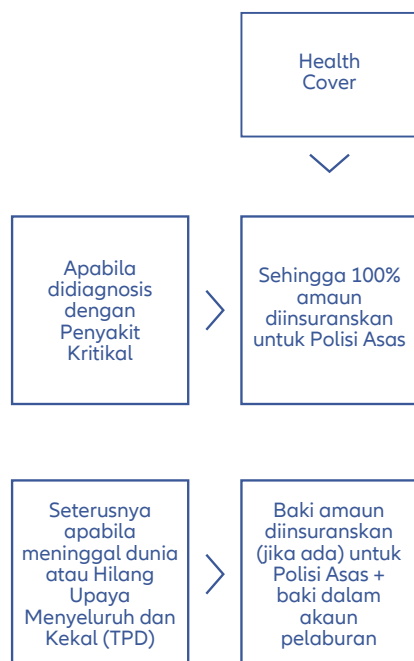 Health
Cover
Apabila
didiagnosis
dengan
Penyakit
Kritikal
Sehingga 100%
amaun
diinsuranskan
untuk Polisi Asas
Seterusnya
apabila
meninggal dunia
atau Hilang
Upaya
Menyeluruh dan
Kekal (TPD)
Baki amaun
diinsuranskan
(jika ada) untuk
Polisi Asas +
baki dalam
akaun
pelaburan